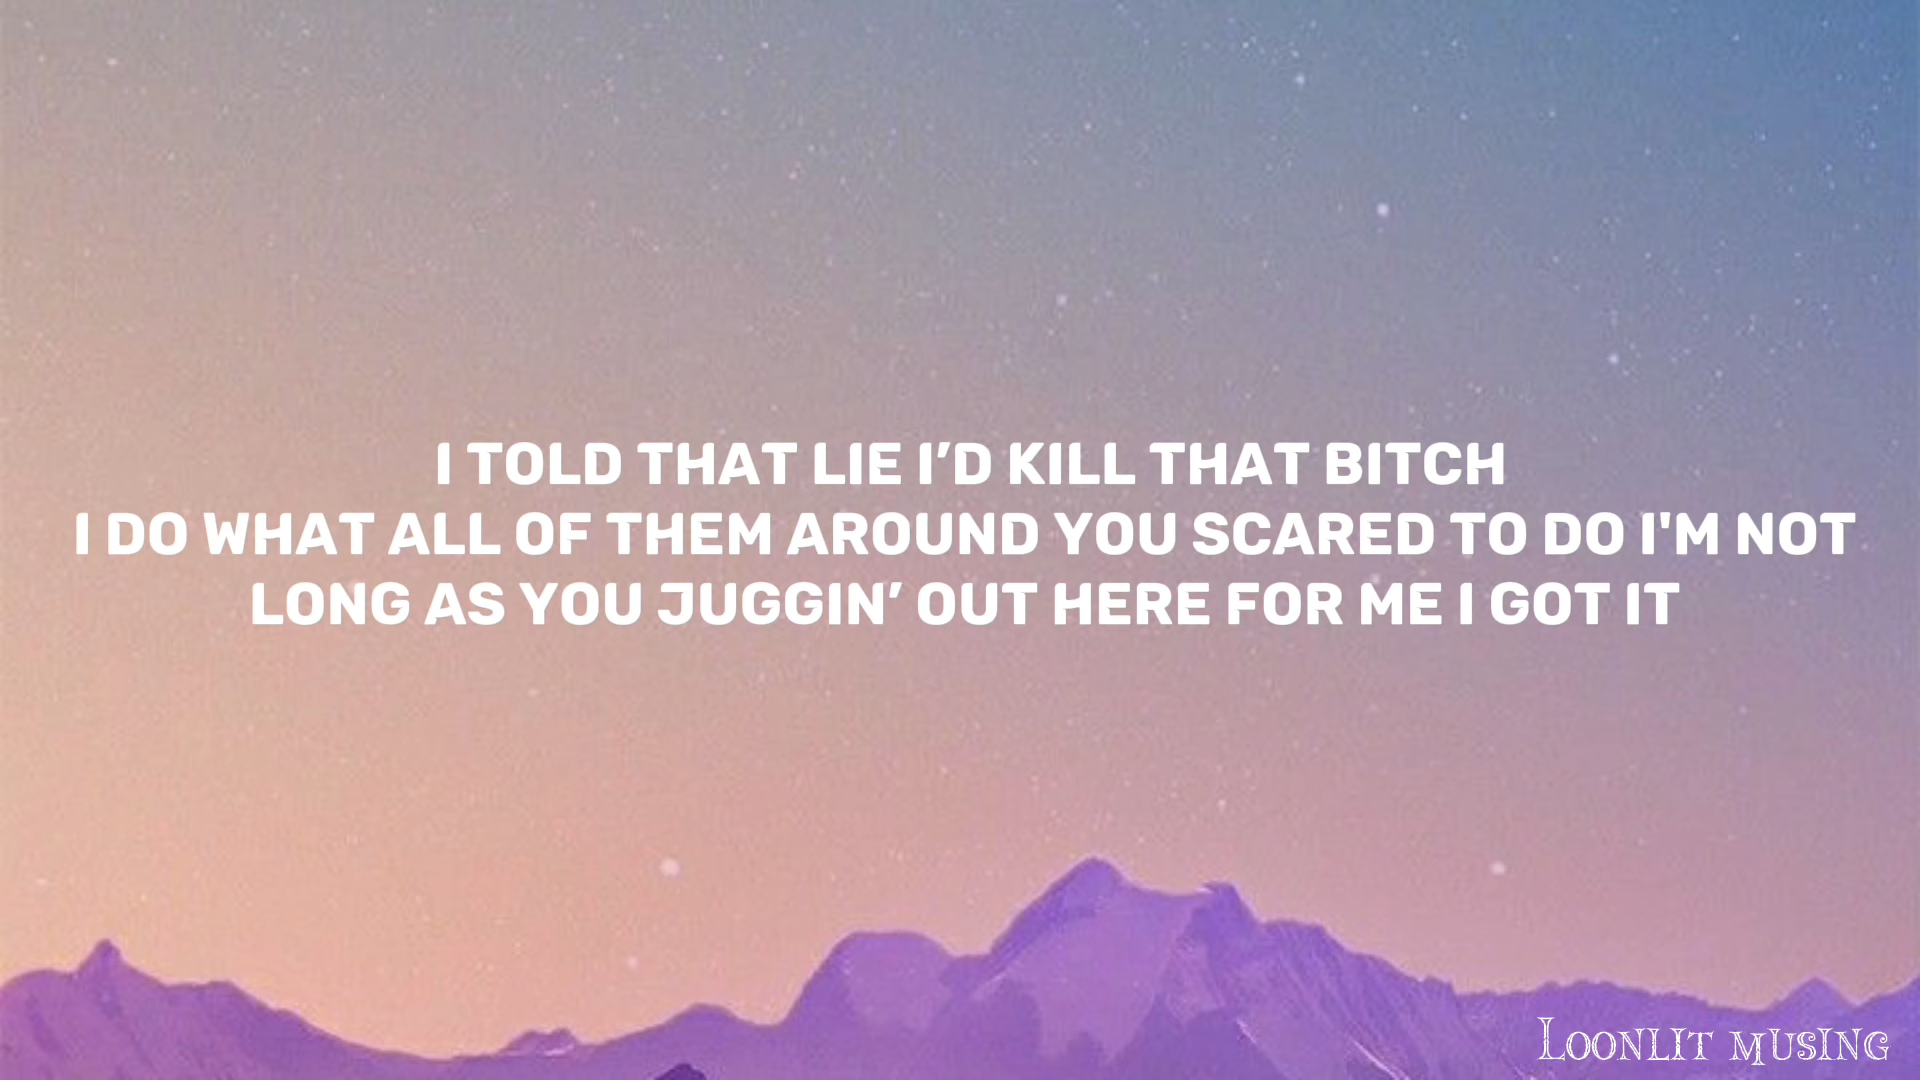 I TOLD THAT LIE I’D KILL THAT BITCH
I DO WHAT ALL OF THEM AROUND YOU SCARED TO DO I'M NOT
LONG AS YOU JUGGIN’ OUT HERE FOR ME I GOT IT
LOONLIT MUSING